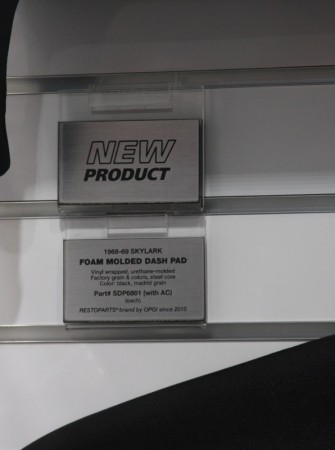 NEW
PRODUCT
1968-69 SKYLARK
FOAM MOLDED DASH PAD
Vinyl wrapped, urethane-molded
Factory grain & colors, steel core
Color: black, madrid grain
Part# SDP6801 (with AC)
(each)
RESTOPARTS® brand by OPGI since 2010